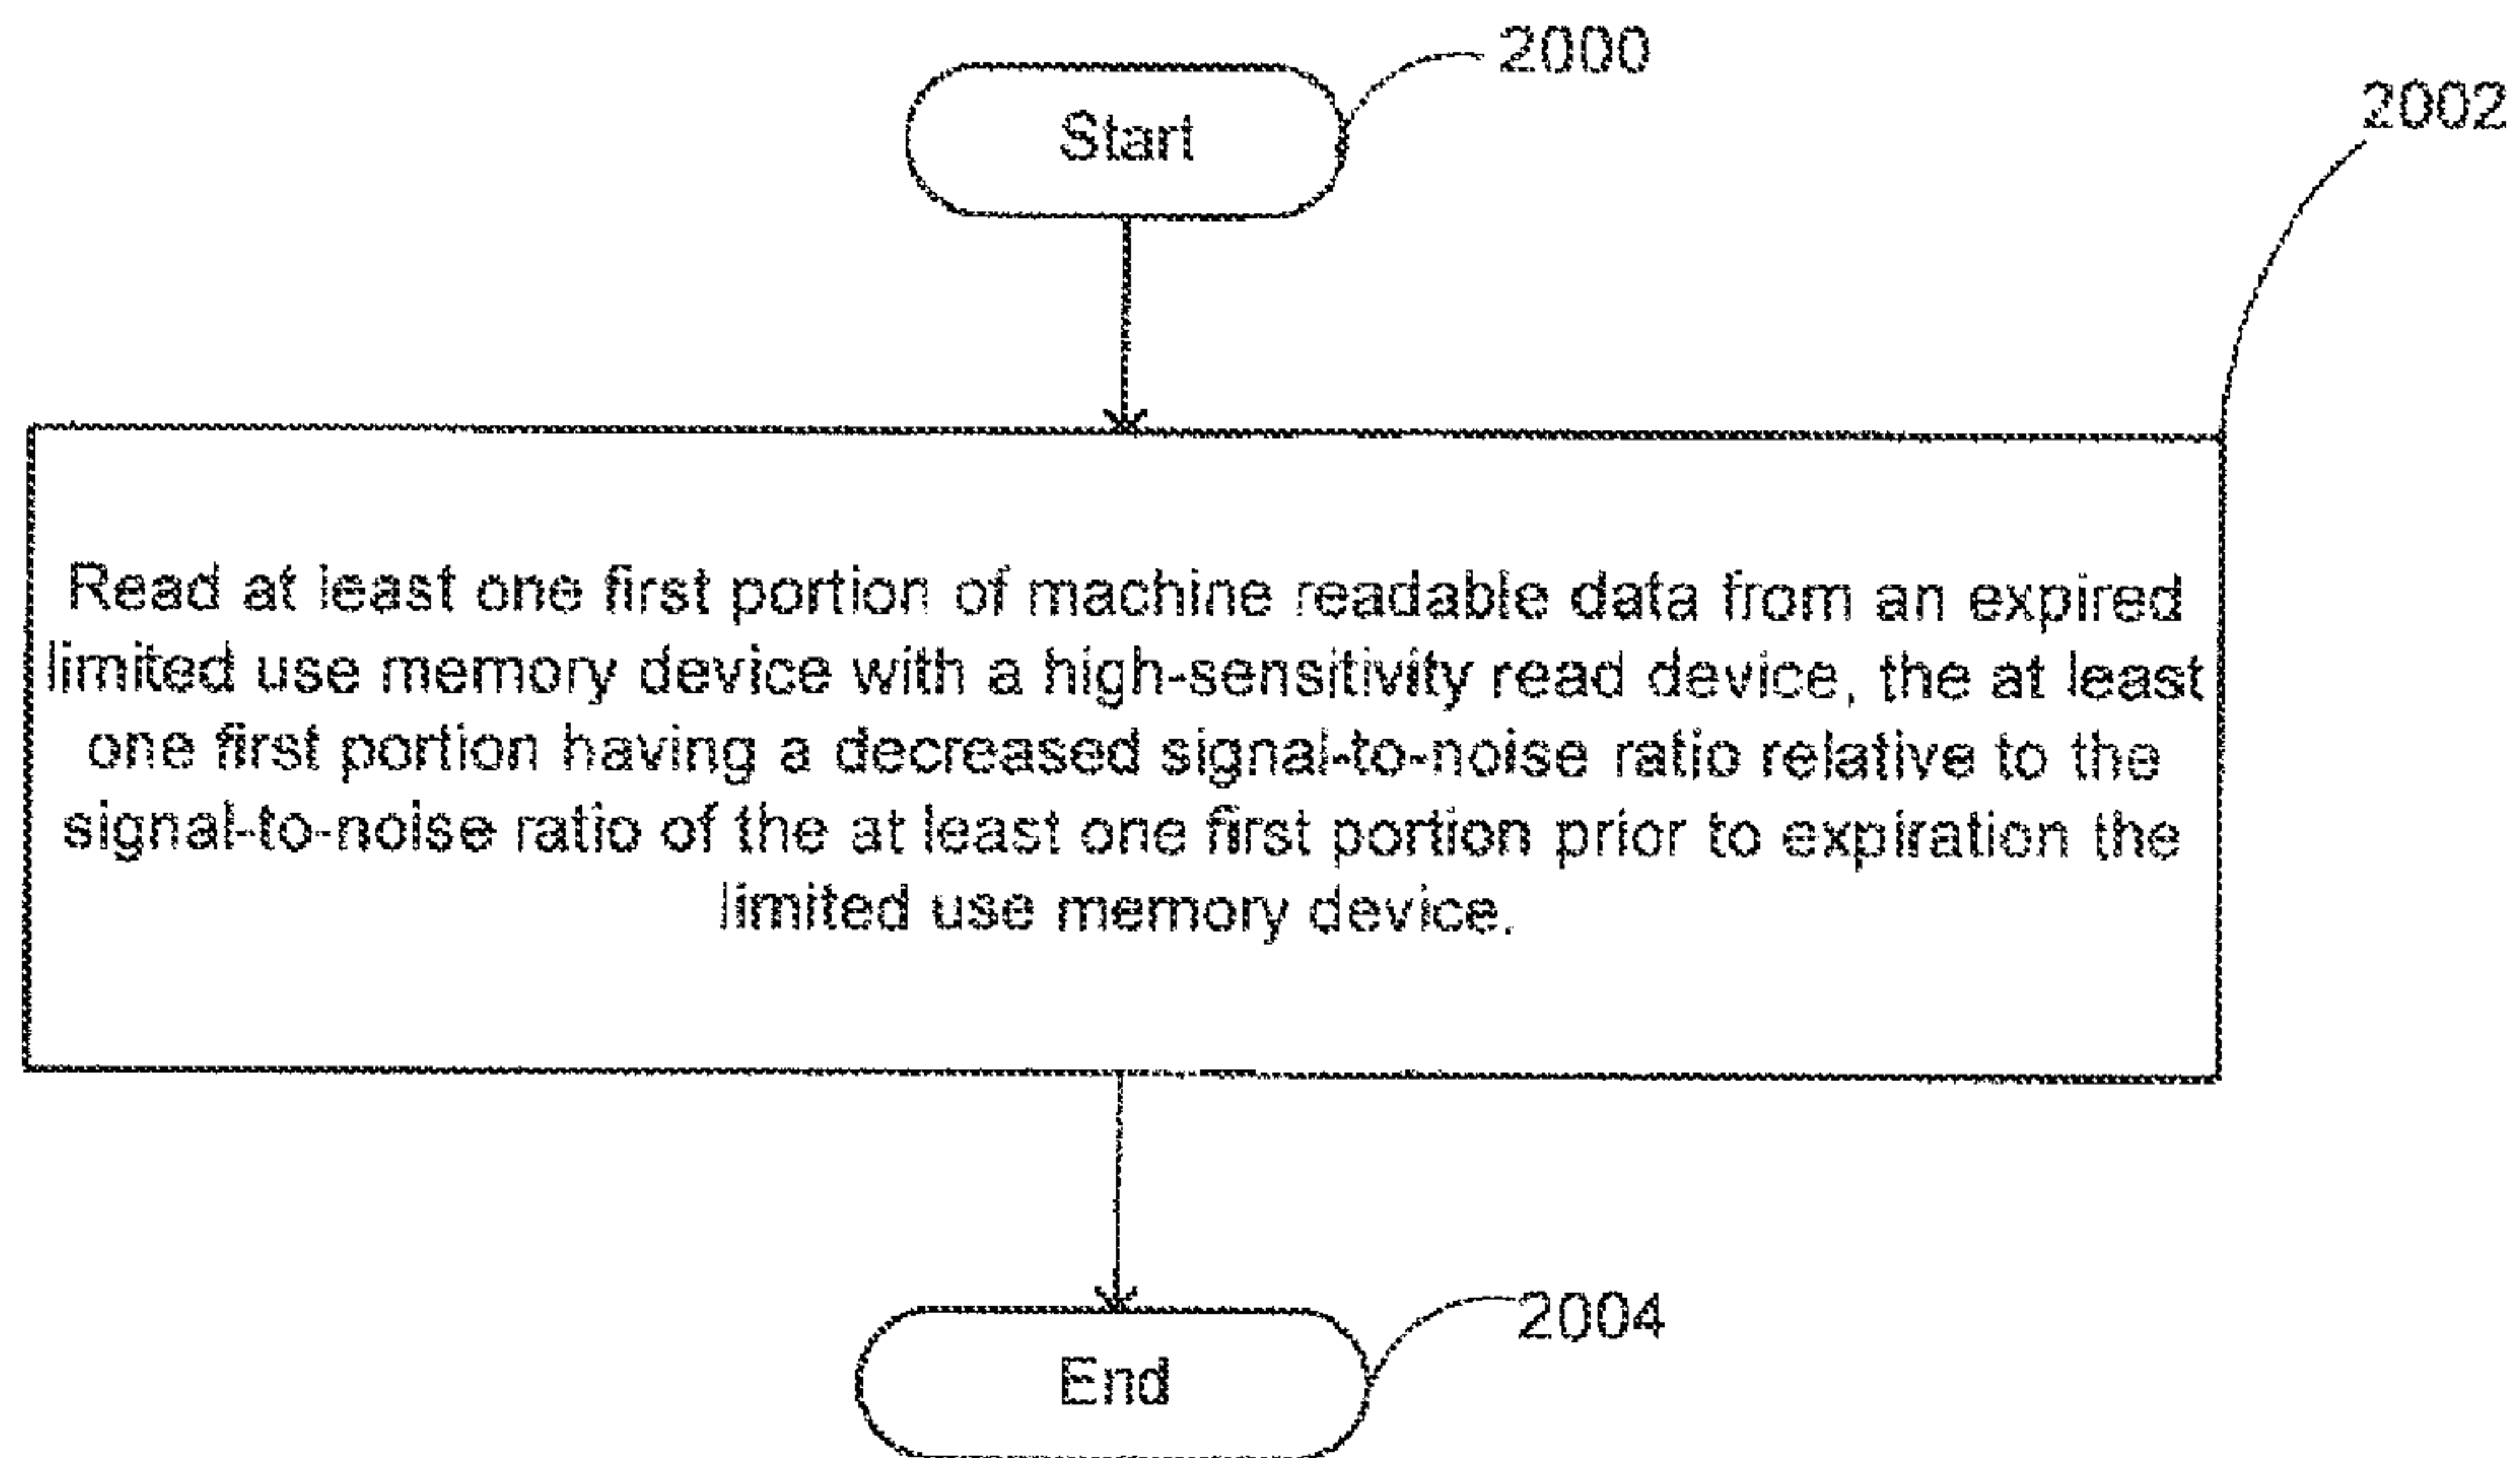 2000
Start
2002
Read at least one first portion of machine readable data from an expired
limited use memory device with a high-sensitivity read device, the at least
one first portion having a decreased signal-to-noise ratio relative to the
signal-to-noise ratio of the at least one first portion prior to expiration the
limited use memory device.
2004
End